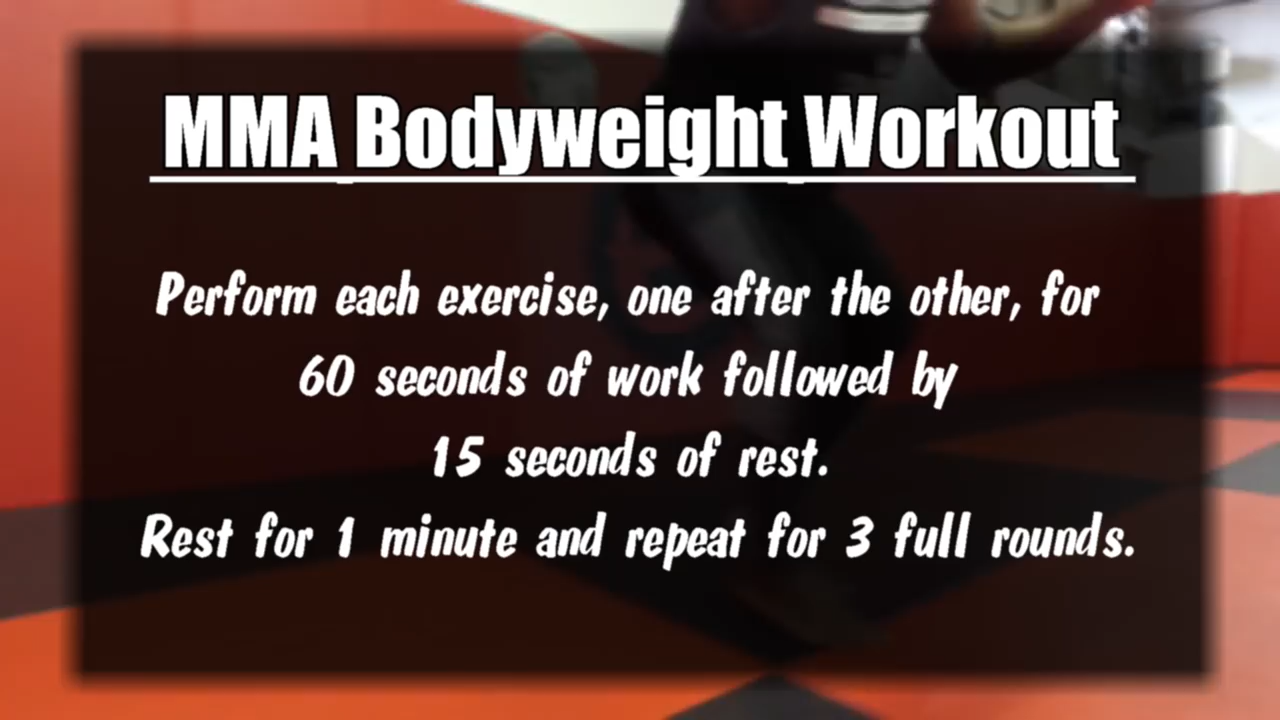 MMA Bodyweight Workout
Perform each exercise, one after the other, for
60 seconds of work followed by
15 seconds of rest.
Rest for 1 minute and repeat for 3 full rounds.